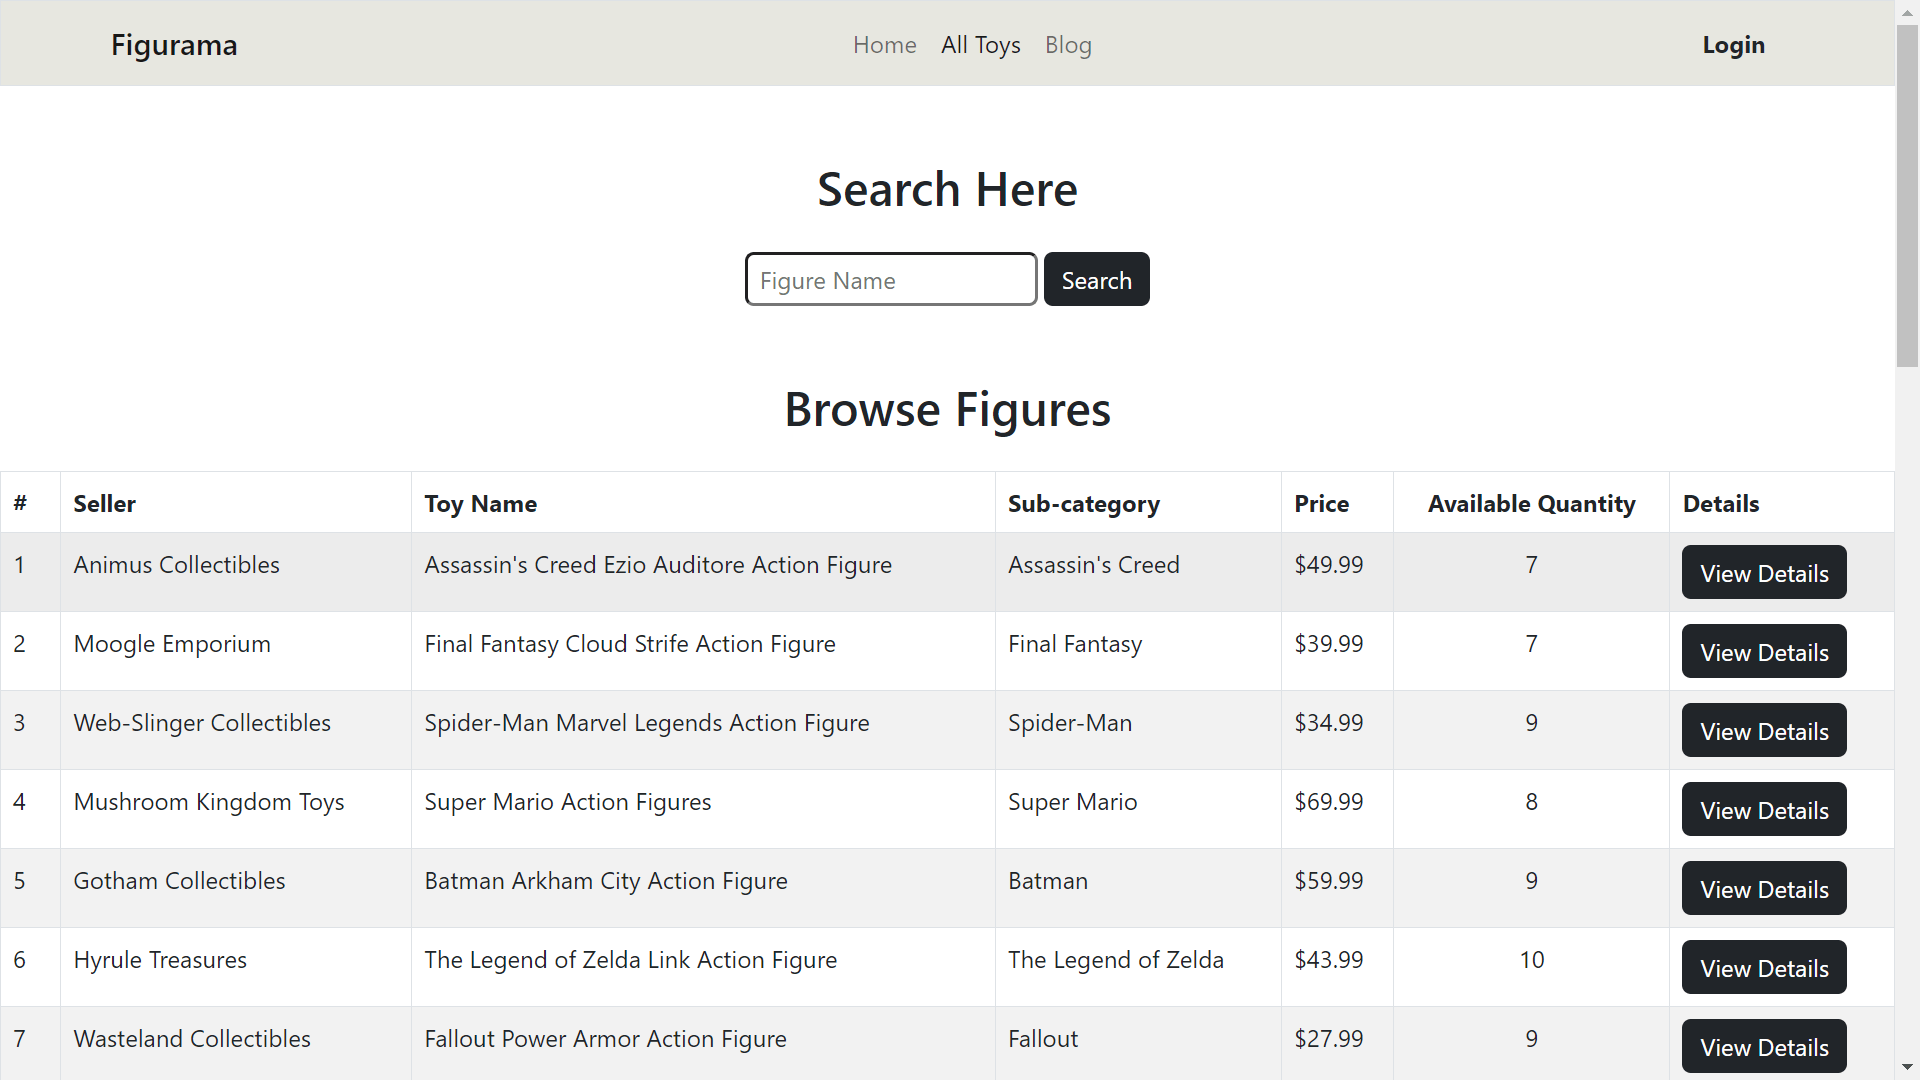 Figurama Home All Toys Blog Login
Search Here
Figure Name Search
Browse Figures
# Seller Toy Name Sub-category Price Available Quantity Details
1 Animus Collectibles Assassin's Creed Ezio Auditore Action Figure Assassin's Creed $49.99 7 View Details
2 Moogle Emporium Final Fantasy Cloud Strife Action Figure Final Fantasy $39.99 7 View Details
3 Web-Slinger Collectibles Spider-Man Marvel Legends Action Figure Spider-Man $34.99 9 View Details
4 Mushroom Kingdom Toys Super Mario Action Figures Super Mario $69.99 8 View Details
5 Gotham Collectibles Batman Arkham City Action Figure Batman $59.99 9 View Details
6 Hyrule Treasures The Legend of Zelda Link Action Figure The Legend of Zelda $43.99 10 View Details
7 Wasteland Collectibles Fallout Power Armor Action Figure Fallout $27.99 9 View Details